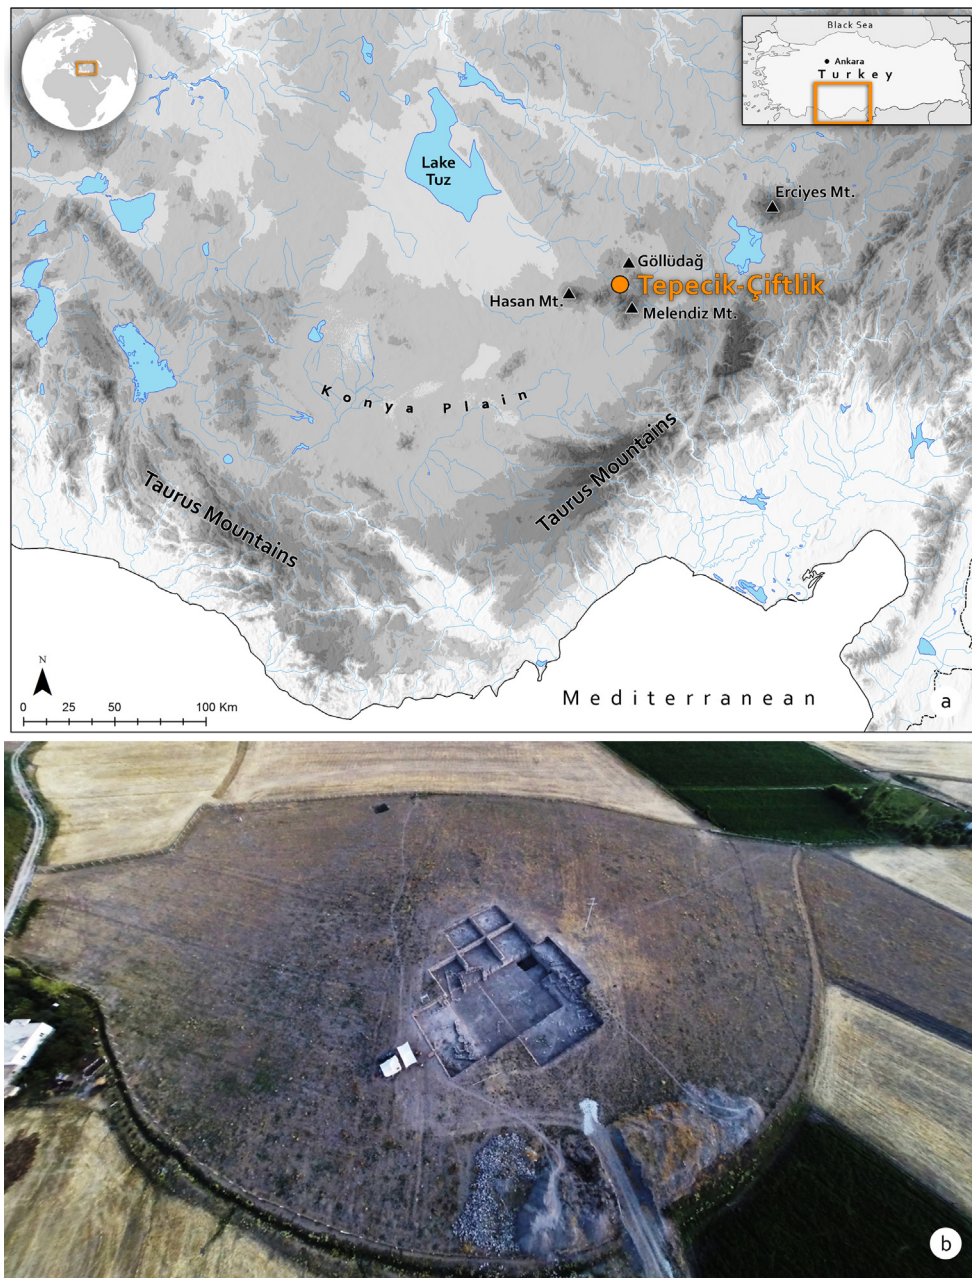 Black Sea
Ankara
Turkey
Lake
Tuz
Erciyes Mt.
Göllüdağ
Tepecik-Çiftlik
Hasan Mt.
Melendiz Mt.
Konya Plain
Taurus Mountains
Taurus Mountains
N
0 25 50 100 Km
Mediterranean
a
b